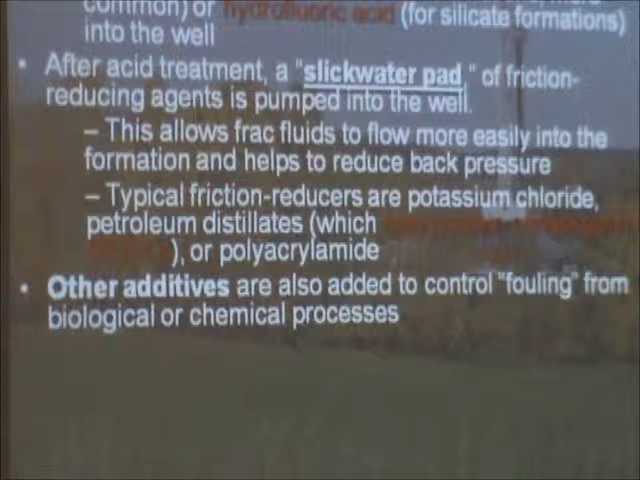 common) or hydrofluoric acid (for silicate formations)
into the well
• After acid treatment, a "slickwater pad " of friction-
reducing agents is pumped into the well.
– This allows frac fluids to flow more easily into the
formation and helps to reduce back pressure
– Typical friction-reducers are potassium chloride,
petroleum distillates (which
), or polyacrylamide
• Other additives are also added to control "fouling" from
biological or chemical processes